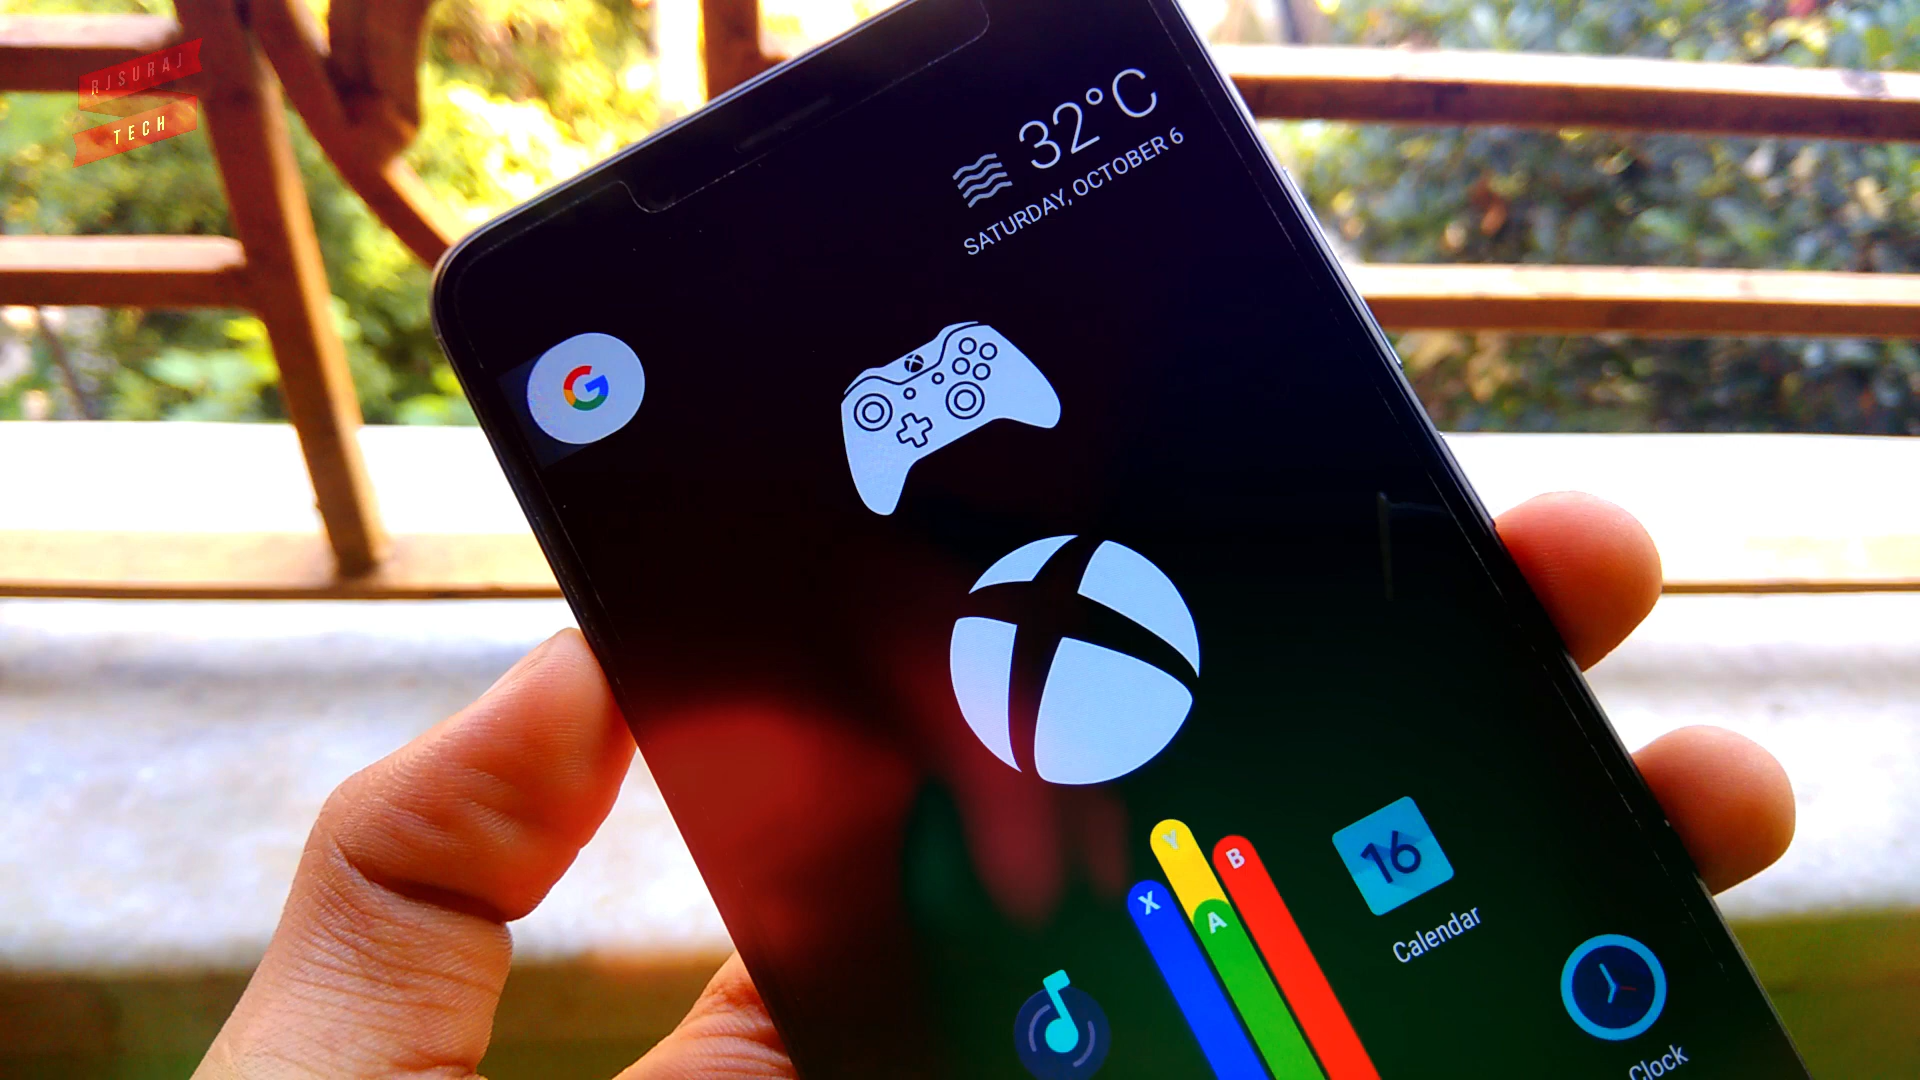 RJSURAJ
TECH
32°C
SATURDAY, OCTOBER 6
G
Y
B
X
A
16
Calendar
Clock